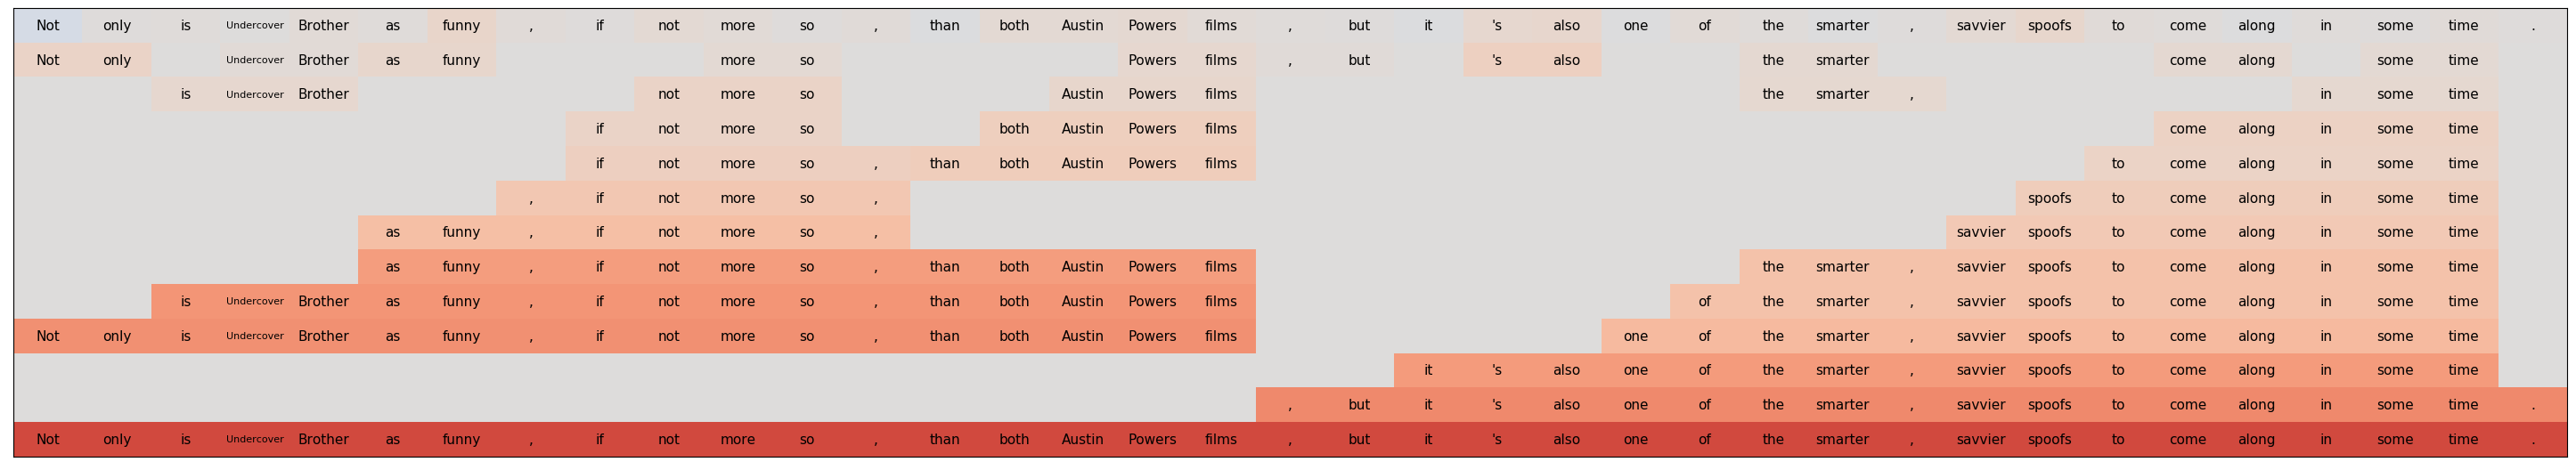 Not only is Undercover Brother as funny , if not more so , than both Austin Powers films , but it 's also one of the smarter , savvier spoofs to come along in some time .
Not only Undercover Brother as funny more so Powers films , but 's also the smarter come along some time
is Undercover Brother not more so Austin Powers films the smarter , in some time
if not more so both Austin Powers films come along in some time
if not more so , than both Austin Powers films to come along in some time
, if not more so , spoofs to come along in some time
as funny , if not more so , savvier spoofs to come along in some time
as funny , if not more so , than both Austin Powers films the smarter , savvier spoofs to come along in some time
is Undercover Brother as funny , if not more so , than both Austin Powers films of the smarter , savvier spoofs to come along in some time
Not only is Undercover Brother as funny , if not more so , than both Austin Powers films one of the smarter , savvier spoofs to come along in some time
it 's also one of the smarter , savvier spoofs to come along in some time
, but it 's also one of the smarter , savvier spoofs to come along in some time .
Not only is Undercover Brother as funny , if not more so , than both Austin Powers films , but it 's also one of the smarter , savvier spoofs to come along in some time .